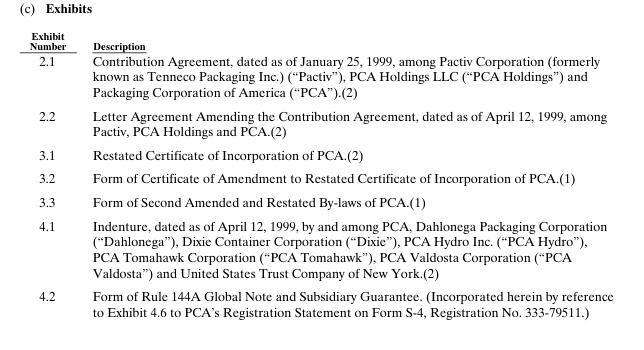 (c) Exhibits
Exhibit
Number Description
2.1 Contribution Agreement, dated as of January 25, 1999, among Pactiv Corporation (formerly
known as Tenneco Packaging Inc.) (“Pactiv”), PCA Holdings LLC (“PCA Holdings”) and
Packaging Corporation of America (“PCA”).(2)
2.2 Letter Agreement Amending the Contribution Agreement, dated as of April 12, 1999, among
Pactiv, PCA Holdings and PCA.(2)
3.1 Restated Certificate of Incorporation of PCA.(2)
3.2 Form of Certificate of Amendment to Restated Certificate of Incorporation of PCA.(1)
3.3 Form of Second Amended and Restated By-laws of PCA.(1)
4.1 Indenture, dated as of April 12, 1999, by and among PCA, Dahlonega Packaging Corporation
(“Dahlonega”), Dixie Container Corporation (“Dixie”), PCA Hydro Inc. (“PCA Hydro”),
PCA Tomahawk Corporation (“PCA Tomahawk”), PCA Valdosta Corporation (“PCA
Valdosta”) and United States Trust Company of New York.(2)
4.2 Form of Rule 144A Global Note and Subsidiary Guarantee. (Incorporated herein by reference
to Exhibit 4.6 to PCA’s Registration Statement on Form S-4, Registration No. 333-79511.)